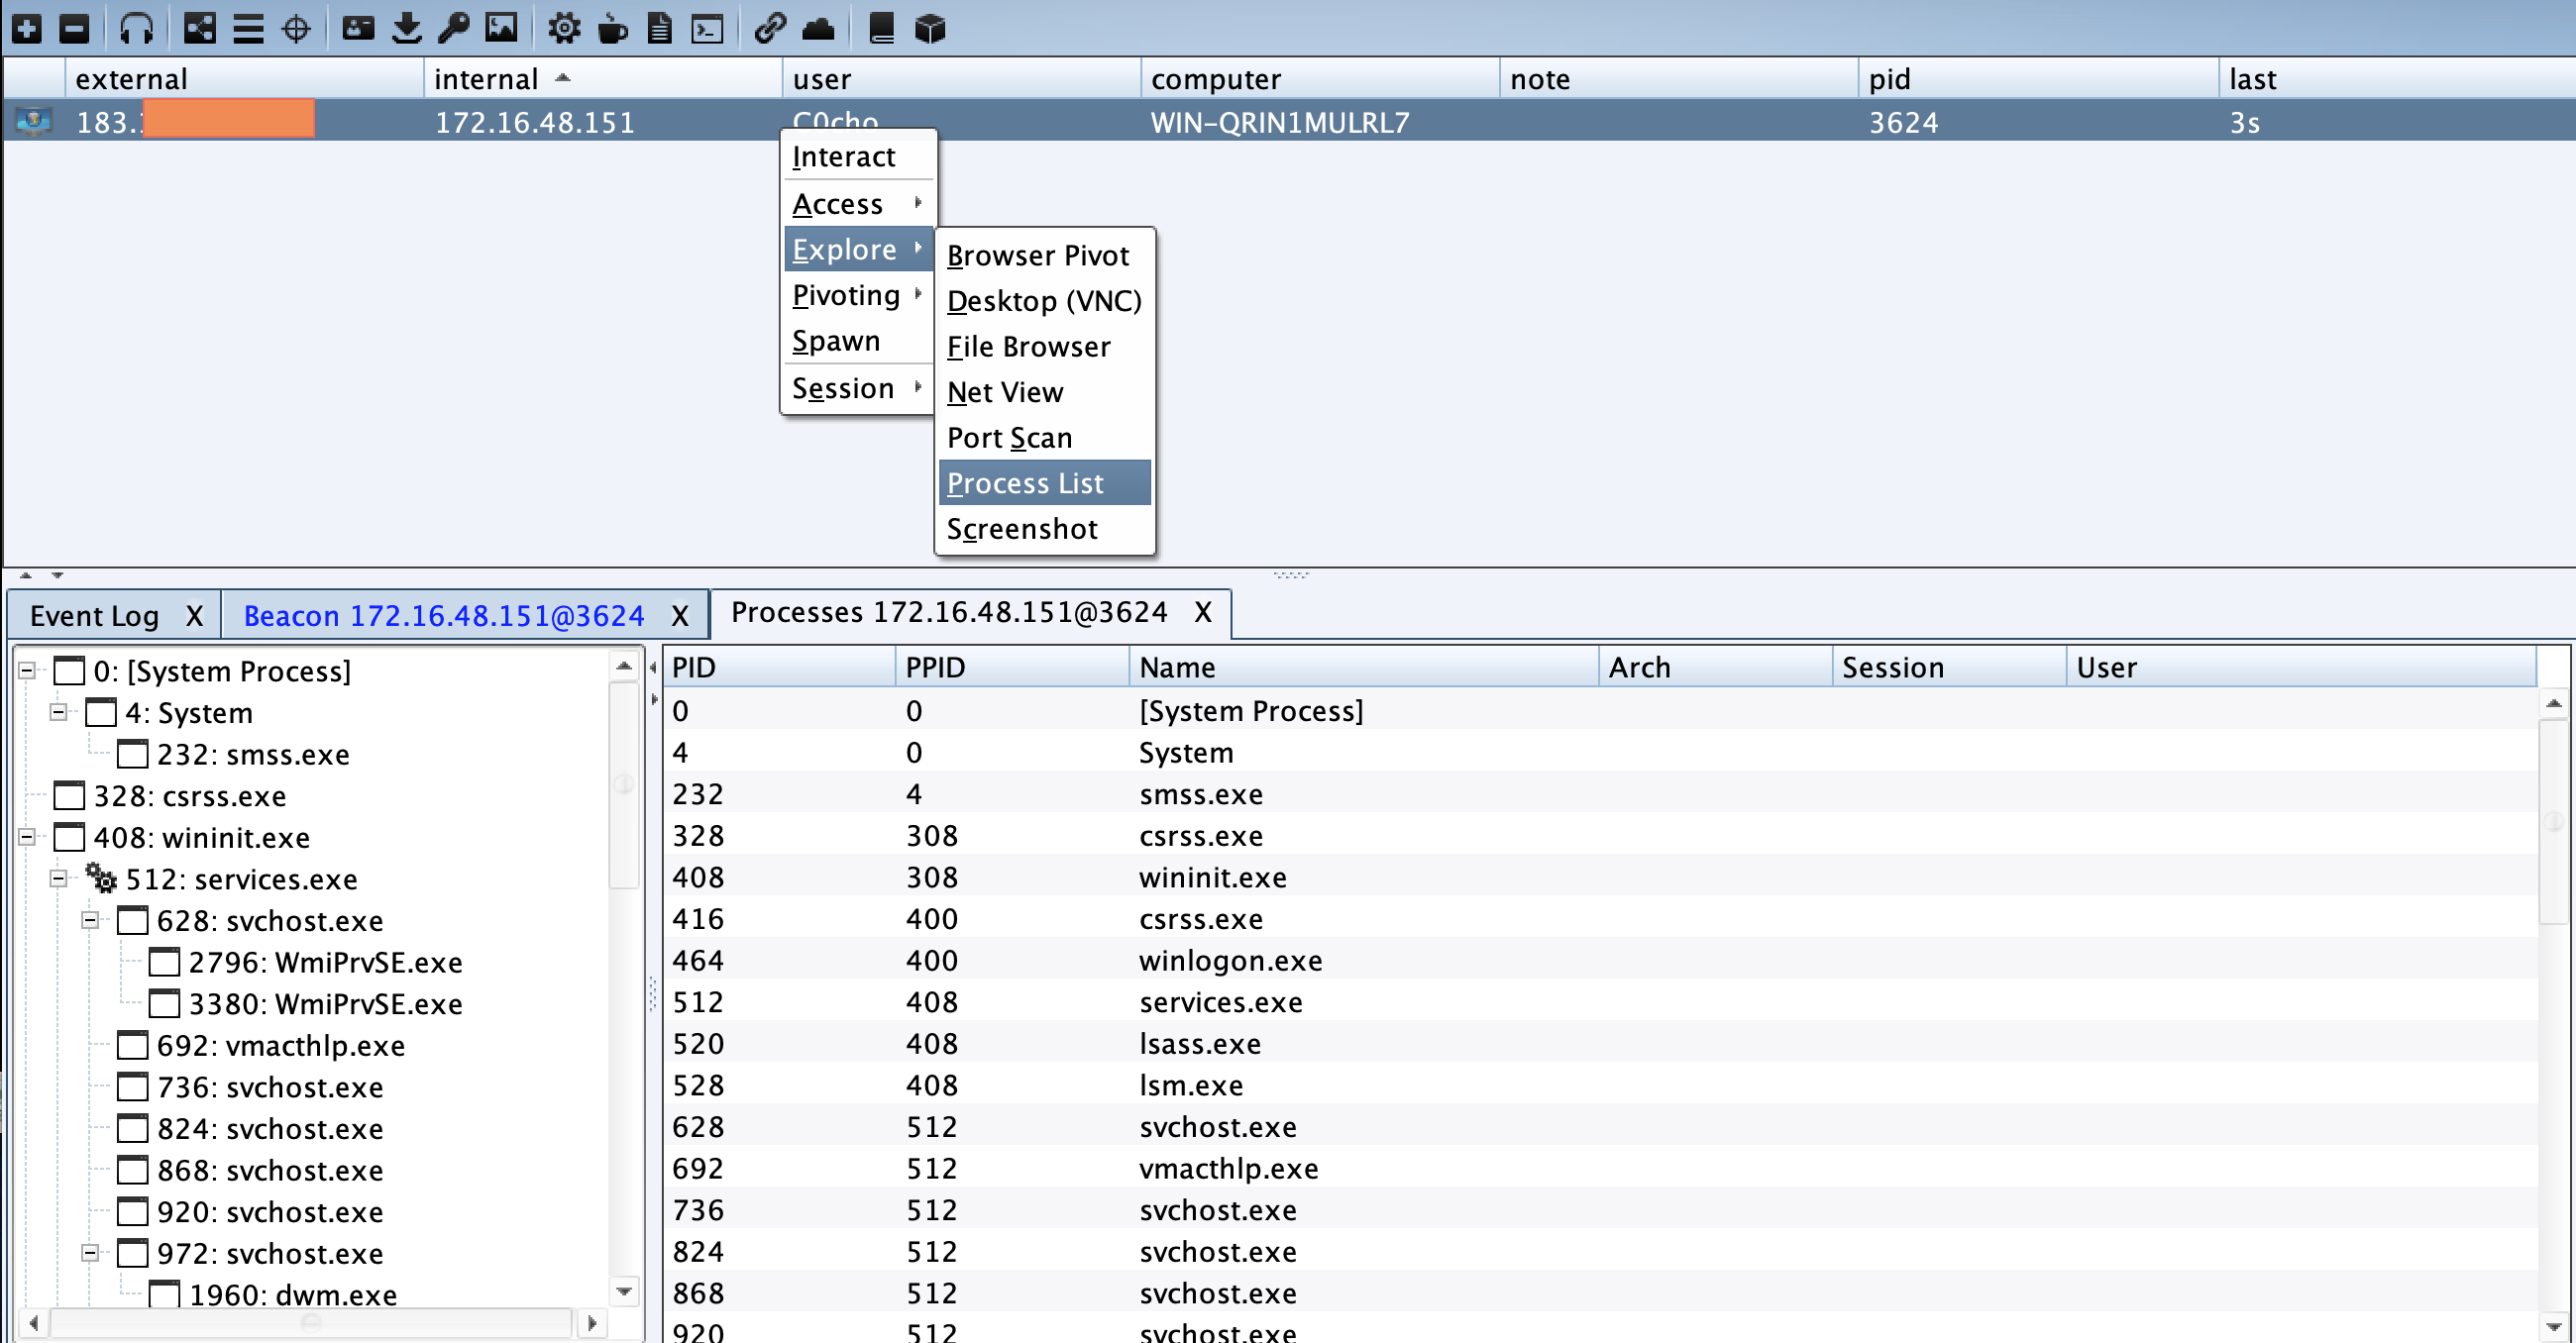 external internal user computer note pid last
183. 172.16.48.151 C0cho WIN-QRIN1MULRL7 3624 3s
Interact
Access
Explore
Pivoting
Spawn
Session
Browser Pivot
Desktop (VNC)
File Browser
Net View
Port Scan
Process List
Screenshot
Event Log X Beacon 172.16.48.151@3624 X Processes 172.16.48.151@3624 X
0: [System Process]
4: System
232: smss.exe
328: csrss.exe
408: wininit.exe
512: services.exe
628: svchost.exe
2796: WmiPrvSE.exe
3380: WmiPrvSE.exe
692: vmacthlp.exe
736: svchost.exe
824: svchost.exe
868: svchost.exe
920: svchost.exe
972: svchost.exe
1960: dwm.exe
PID PPID Name Arch Session User
0 0 [System Process]
4 0 System
232 4 smss.exe
328 308 csrss.exe
408 308 wininit.exe
416 400 csrss.exe
464 400 winlogon.exe
512 408 services.exe
520 408 lsass.exe
528 408 lsm.exe
628 512 svchost.exe
692 512 vmacthlp.exe
736 512 svchost.exe
824 512 svchost.exe
868 512 svchost.exe
920 512 svchost.exe